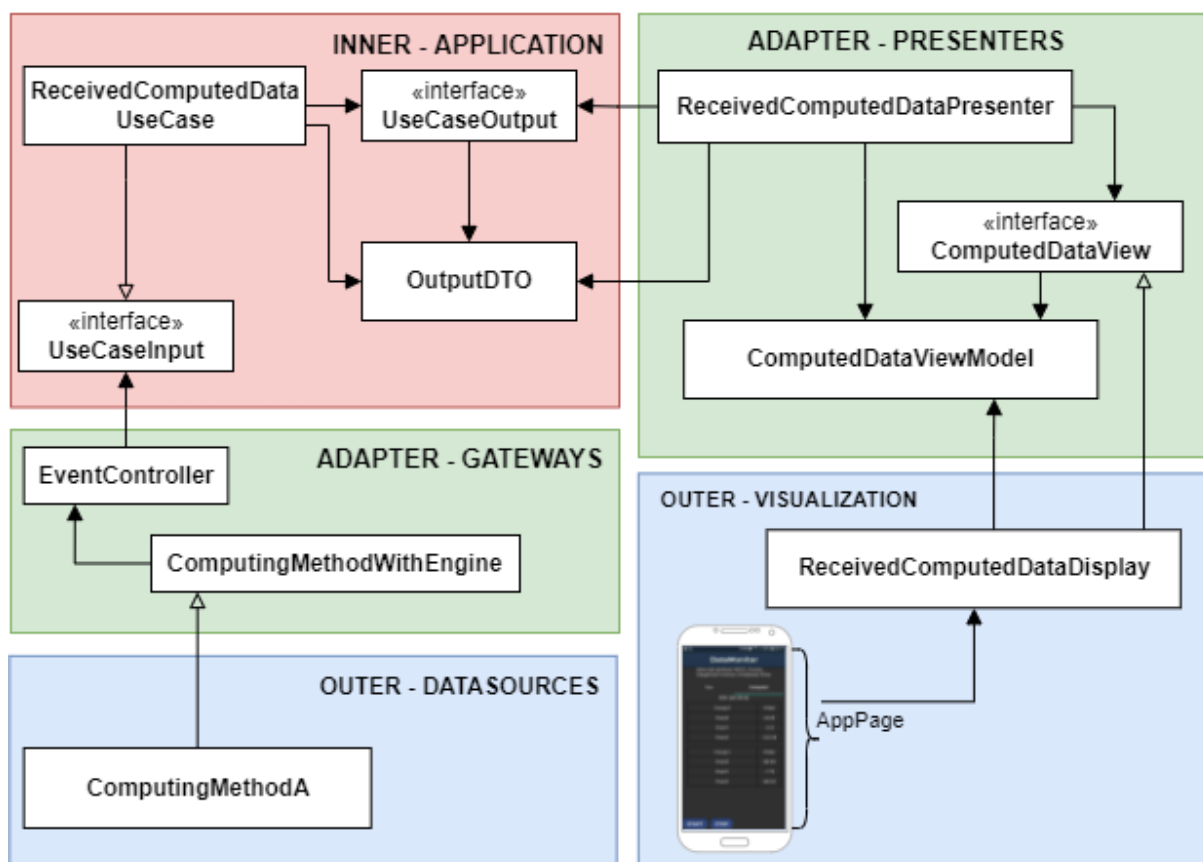 INNER - APPLICATION
ReceivedComputedData
UseCase
«interface»
UseCaseOutput
OutputDTO
«interface»
UseCaseInput
ADAPTER - PRESENTERS
ReceivedComputedDataPresenter
«interface»
ComputedDataView
ComputedDataViewModel
ADAPTER - GATEWAYS
EventController
ComputingMethodWithEngine
OUTER - DATASOURCES
ComputingMethodA
OUTER - VISUALIZATION
ReceivedComputedDataDisplay
DataMonitor
AppPage